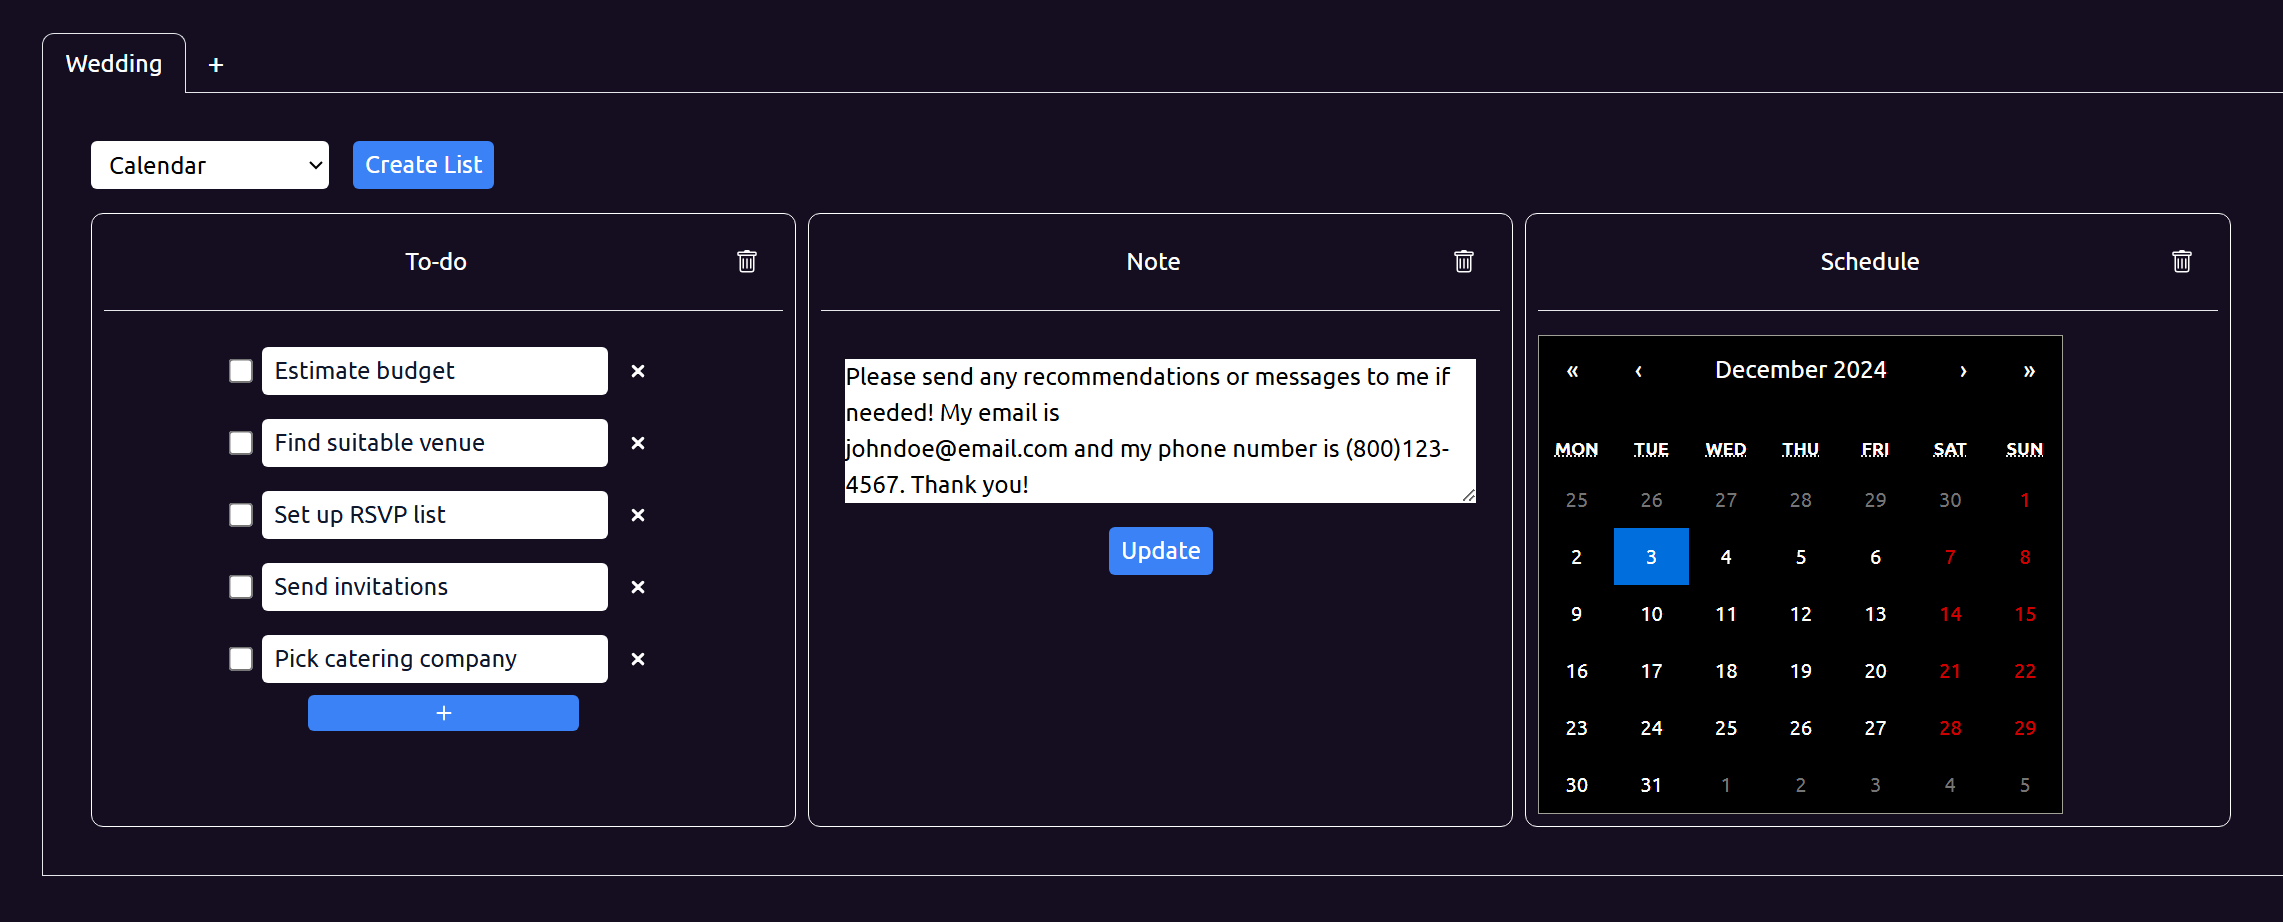 Wedding +
Calendar Create List
To-do
Estimate budget ×
Find suitable venue ×
Set up RSVP list ×
Send invitations ×
Pick catering company ×
+
Note
Please send any recommendations or messages to me if
needed! My email is
johndoe@email.com and my phone number is (800)123-
4567. Thank you!
Update
Schedule
« ‹ December 2024 › »
MON TUE WED THU FRI SAT SUN
25 26 27 28 29 30 1
2 3 4 5 6 7 8
9 10 11 12 13 14 15
16 17 18 19 20 21 22
23 24 25 26 27 28 29
30 31 1 2 3 4 5